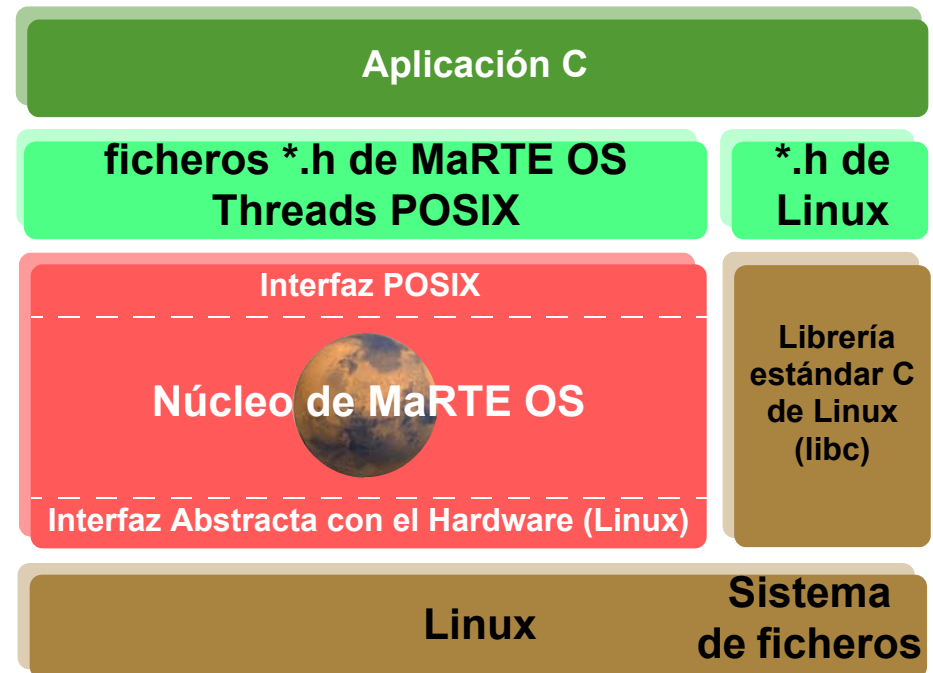 Aplicación C
ficheros *.h de MaRTE OS
Threads POSIX
*.h de
Linux
Interfaz POSIX
Núcleo de MaRTE OS
Interfaz Abstracta con el Hardware (Linux)
Librería
estándar C
de Linux
(libc)
Linux
Sistema
de ficheros